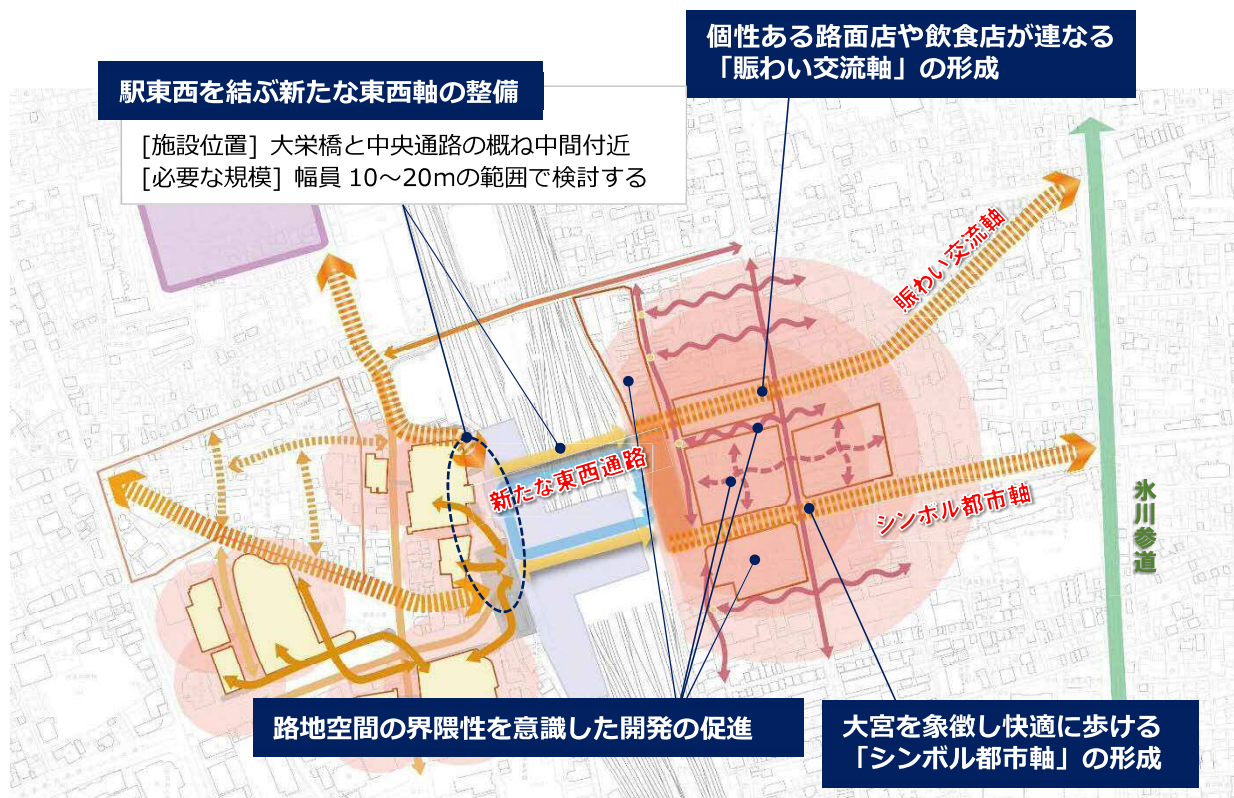 個性ある路面店や飲食店が連なる
「賑わい交流軸」の形成
駅東西を結ぶ新たな東西軸の整備
[施設位置] 大栄橋と中央通路の概ね中間付近
[必要な規模] 幅員 10～20mの範囲で検討する
賑わい交流軸
新たな東西通路
シンボル都市軸
氷川参道
路地空間の界隈性を意識した開発の促進
大宮を象徴し快適に歩ける
「シンボル都市軸」の形成